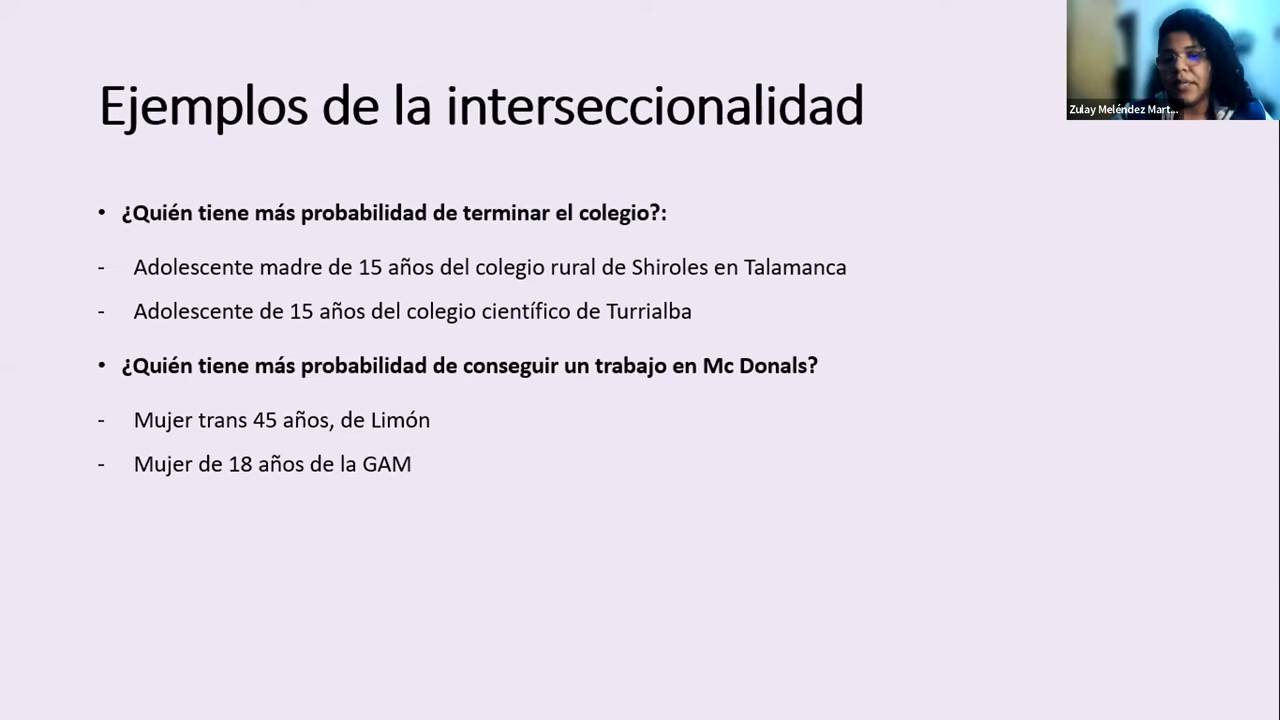 Ejemplos de la interseccionalidad
Zulay Meléndez Mart...
• ¿Quién tiene más probabilidad de terminar el colegio?:
- Adolescente madre de 15 años del colegio rural de Shiroles en Talamanca
- Adolescente de 15 años del colegio científico de Turrialba
• ¿Quién tiene más probabilidad de conseguir un trabajo en Mc Donals?
- Mujer trans 45 años, de Limón
- Mujer de 18 años de la GAM